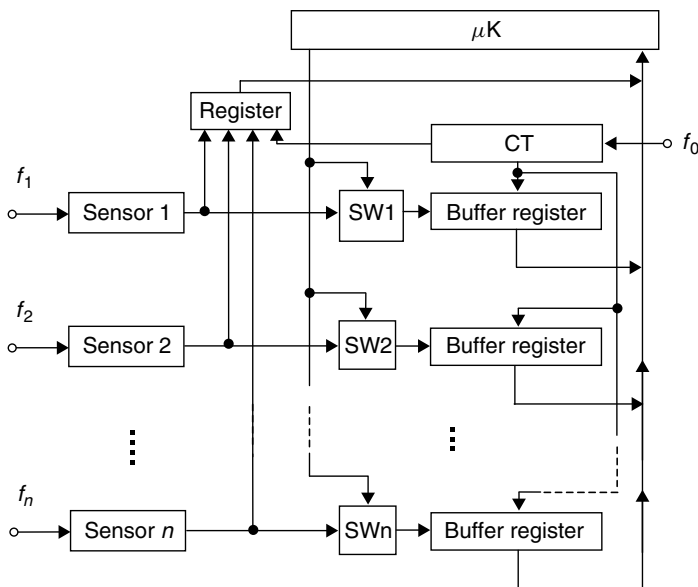 μK
Register
CT
f0
f1
Sensor 1
SW1
Buffer register
f2
Sensor 2
SW2
Buffer register
fn
Sensor n
SWn
Buffer register